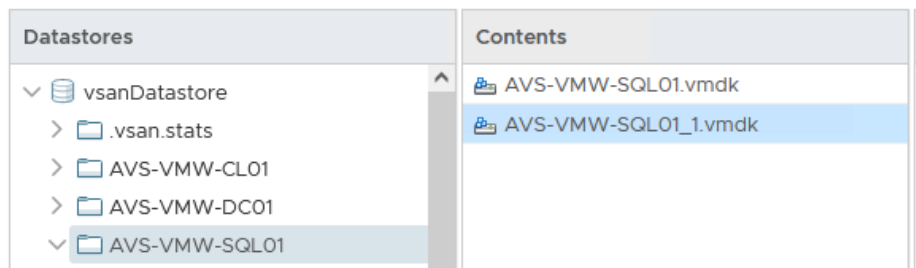 Datastores
vsanDatastore
.vsan.stats
AVS-VMW-CL01
AVS-VMW-DC01
AVS-VMW-SQL01
Contents
AVS-VMW-SQL01.vmdk
AVS-VMW-SQL01_1.vmdk